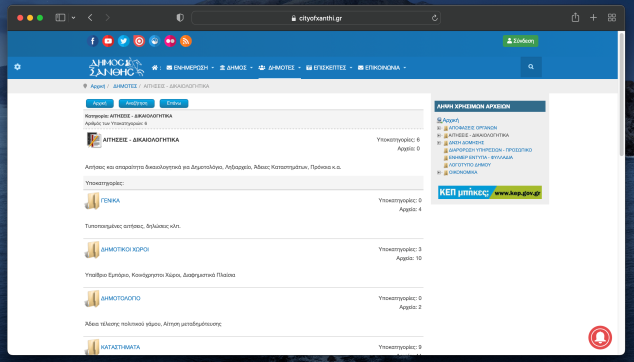 cityofxanthi.gr
Σύνδεση
ΔΗΜΟΣ
ΞΑΝΘΗΣ
ΕΝΗΜΕΡΩΣΗ ΔΗΜΟΣ ΔΗΜΟΤΕΣ ΕΠΙΣΚΕΠΤΕΣ ΕΠΙΚΟΙΝΩΝΙΑ
Αρχική / ΔΗΜΟΤΕΣ / ΑΙΤΗΣΕΙΣ - ΔΙΚΑΙΟΛΟΓΗΤΙΚΑ
Αρχική Αναζήτηση Επάνω
Κατηγορία: ΑΙΤΗΣΕΙΣ - ΔΙΚΑΙΟΛΟΓΗΤΙΚΑ
Αριθμός των Υποκατηγοριών: 6
ΑΙΤΗΣΕΙΣ - ΔΙΚΑΙΟΛΟΓΗΤΙΚΑ
Υποκατηγορίες: 6
Αρχεία: 0
Αιτήσεις και απαραίτητα δικαιολογητικά για Δημοτολόγιο, Ληξιαρχείο, Άδειες Καταστημάτων, Πρόνοια κ.α.
Υποκατηγορίες:
ΓΕΝΙΚΑ
Υποκατηγορίες: 0
Αρχεία: 4
Τυποποιημένες αιτήσεις, δηλώσεις κλπ.
ΔΗΜΟΤΙΚΟΙ ΧΩΡΟΙ
Υποκατηγορίες: 3
Αρχεία: 10
Υπαίθριο Εμπόριο, Κοινόχρηστοι Χώροι, Διαφημιστικά Πλαίσια
ΔΗΜΟΤΟΛΟΓΙΟ
Υποκατηγορίες: 0
Αρχεία: 2
Άδεια τέλεσης πολιτικού γάμου, Αίτηση μεταδημότευσης
ΚΑΤΑΣΤΗΜΑΤΑ
Υποκατηγορίες: 9
ΛΗΨΗ ΧΡΗΣΙΜΩΝ ΑΡΧΕΙΩΝ
Αρχική
ΑΠΟΦΑΣΕΙΣ ΟΡΓΑΝΩΝ
ΑΙΤΗΣΕΙΣ - ΔΙΚΑΙΟΛΟΓΗΤΙΚΑ
Δ/ΝΣΗ ΔΟΜΗΣΗΣ
ΔΙΑΡΘΡΩΣΗ ΥΠΗΡΕΣΙΩΝ - ΠΡΟΣΩΠΙΚΟ
ΕΝΗΜΕΡ ΕΝΤΥΠΑ - ΦΥΛΛΑΔΙΑ
ΛΟΓΟΤΥΠΟ ΔΗΜΟΥ
ΟΙΚΟΝΟΜΙΚΑ
ΚΕΠ μπήκες; www.kep.gov.gr